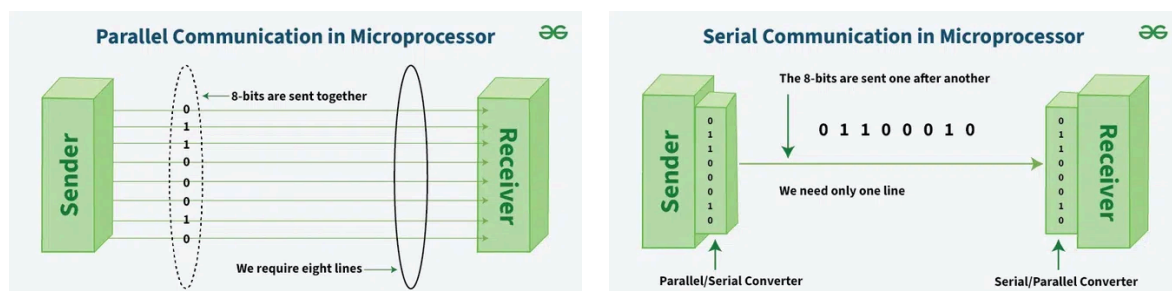 Parallel Communication in Microprocessor
8-bits are sent together
Sender
0
1
1
0
0
0
1
0
Receiver
We require eight lines
Serial Communication in Microprocessor
The 8-bits are sent one after another
0 1 1 0 0 0 1 0
Sender
0
1
1
0
0
0
1
0
We need only one line
0
1
1
0
0
0
1
0
Receiver
Parallel/Serial Converter
Serial/Parallel Converter